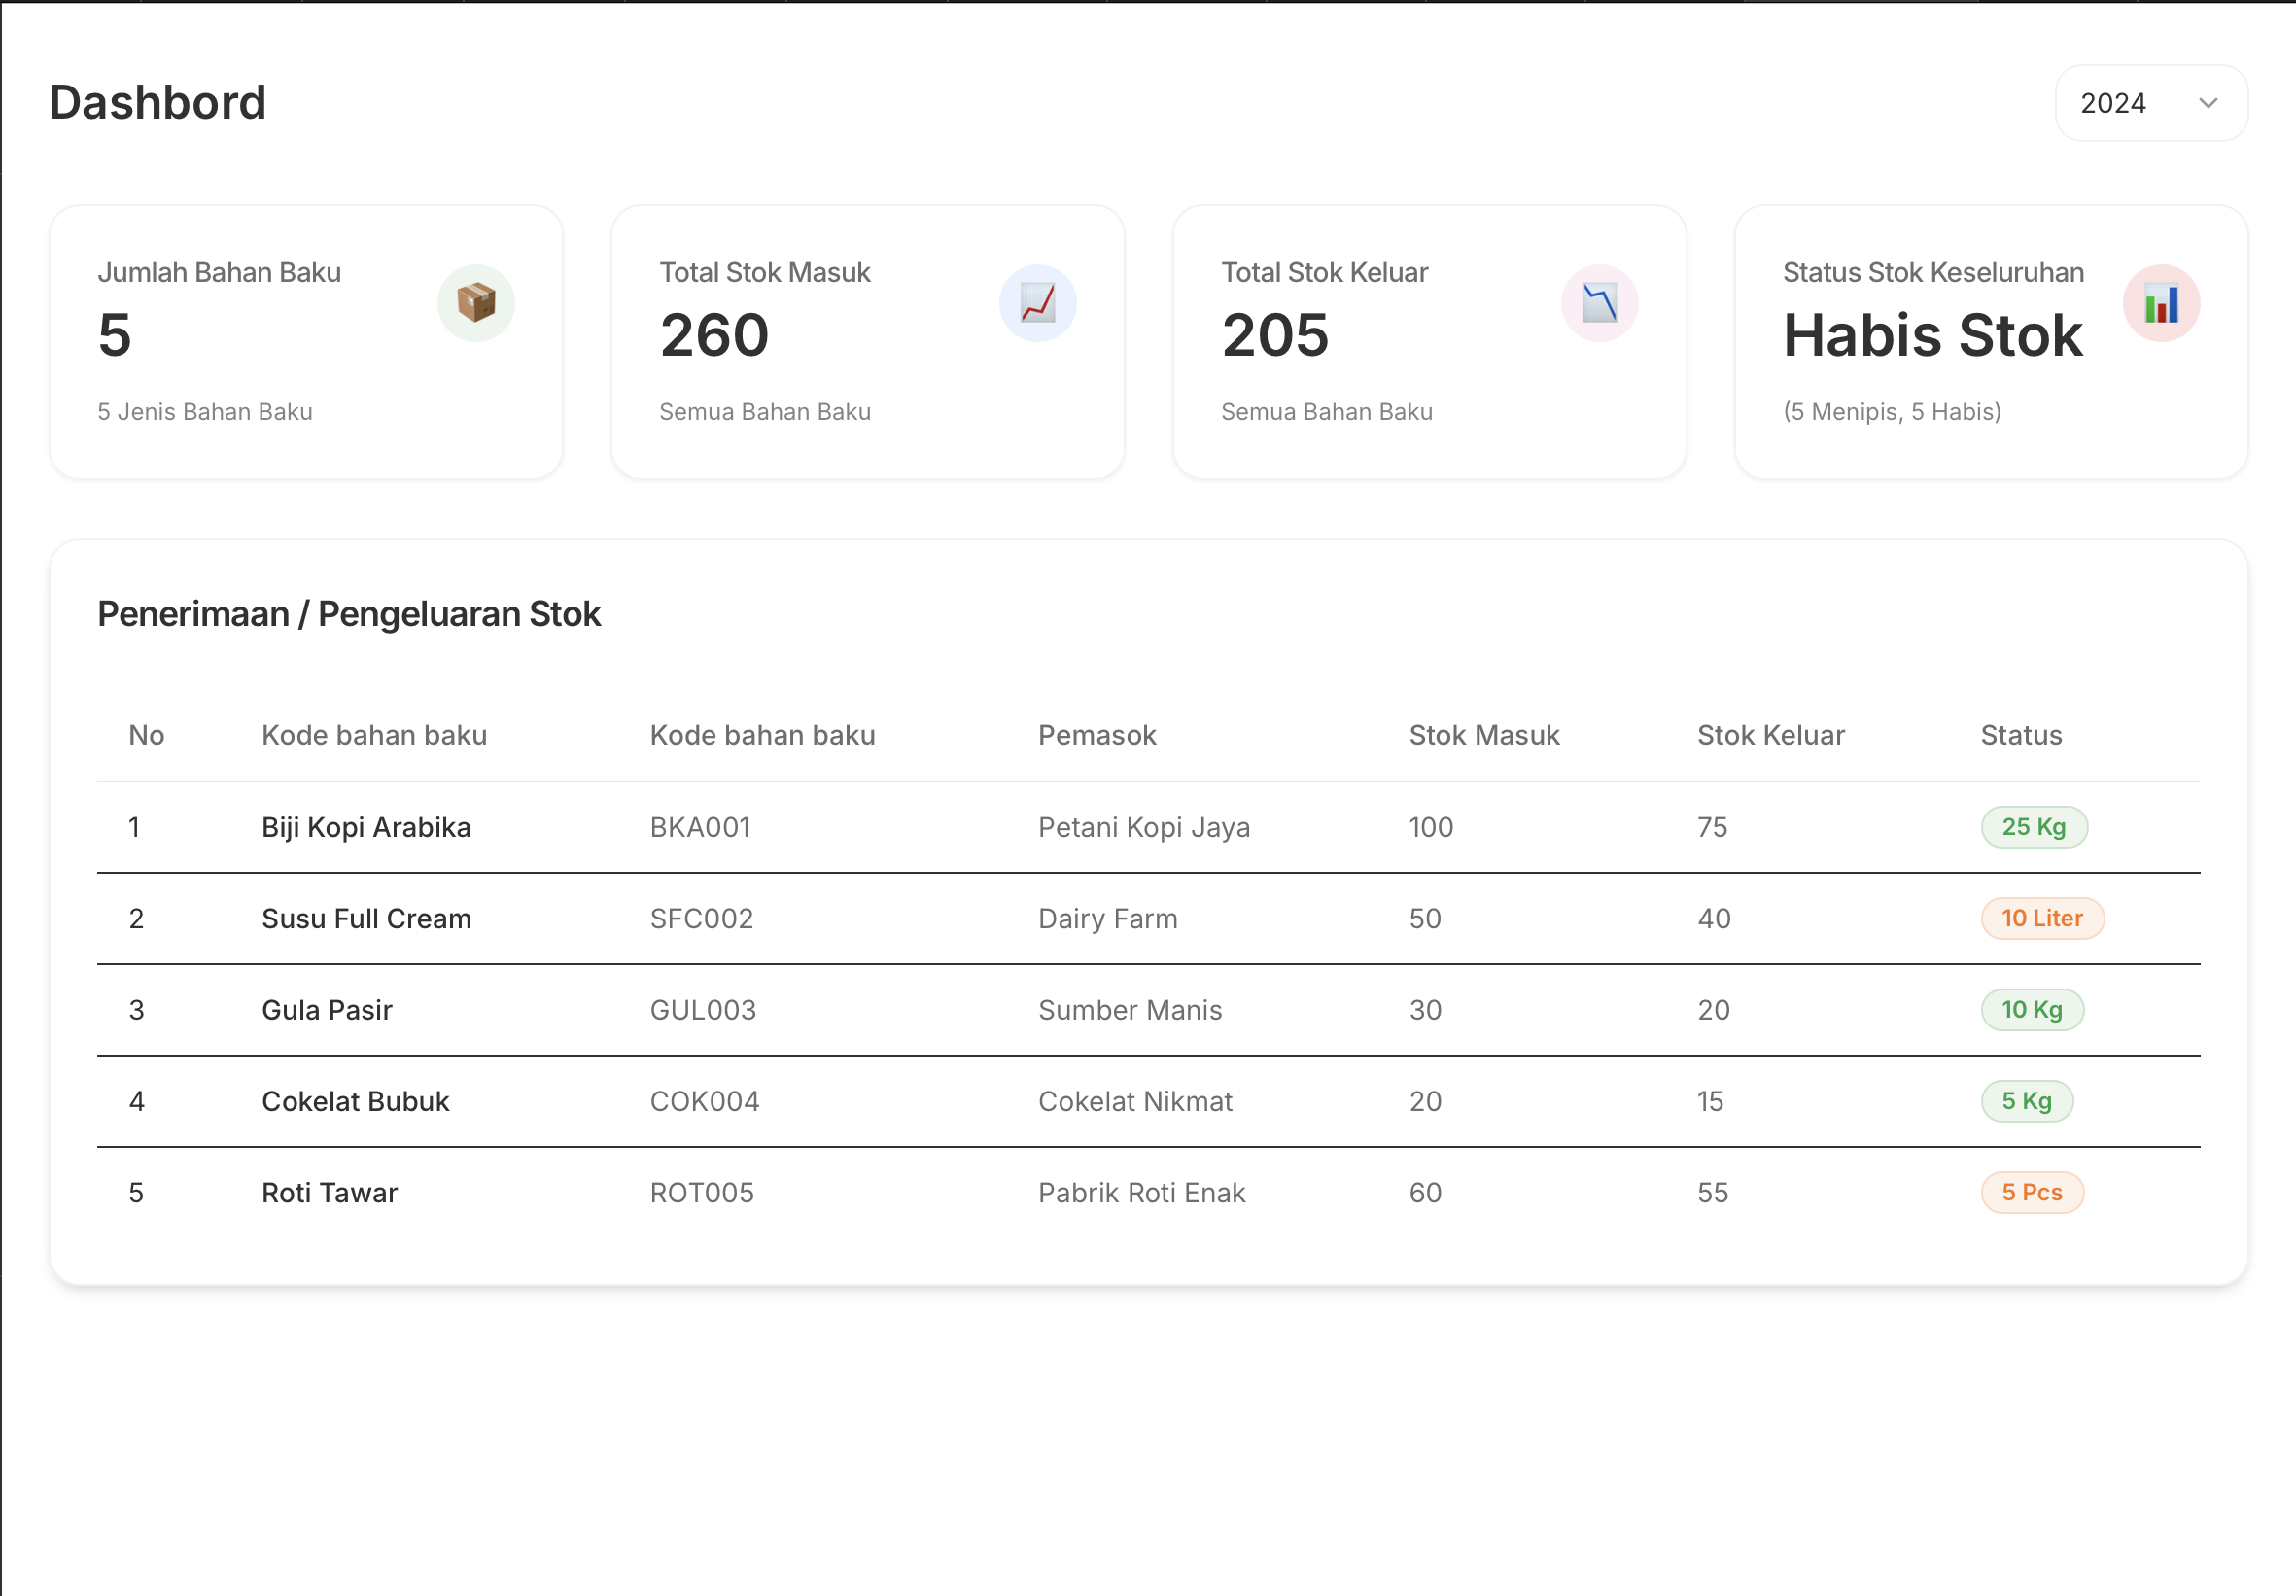 Dashbord
2024
Jumlah Bahan Baku
5
5 Jenis Bahan Baku
Total Stok Masuk
260
Semua Bahan Baku
Total Stok Keluar
205
Semua Bahan Baku
Status Stok Keseluruhan
Habis Stok
(5 Menipis, 5 Habis)
Penerimaan / Pengeluaran Stok
No Kode bahan baku Kode bahan baku Pemasok Stok Masuk Stok Keluar Status
1 Biji Kopi Arabika BKA001 Petani Kopi Jaya 100 75 25 Kg
2 Susu Full Cream SFC002 Dairy Farm 50 40 10 Liter
3 Gula Pasir GUL003 Sumber Manis 30 20 10 Kg
4 Cokelat Bubuk COK004 Cokelat Nikmat 20 15 5 Kg
5 Roti Tawar ROT005 Pabrik Roti Enak 60 55 5 Pcs